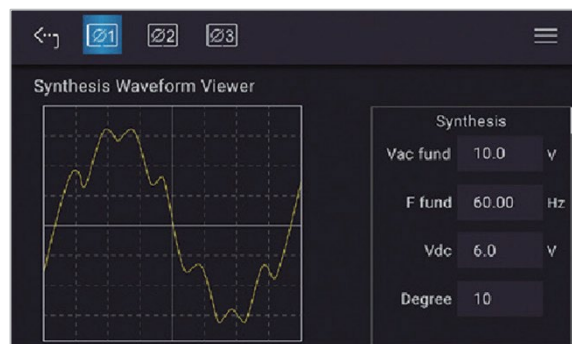 Ø1 Ø2 Ø3
Synthesis Waveform Viewer
Synthesis
Vac fund 10.0 V
F fund 60.00 Hz
Vdc 6.0 V
Degree 10